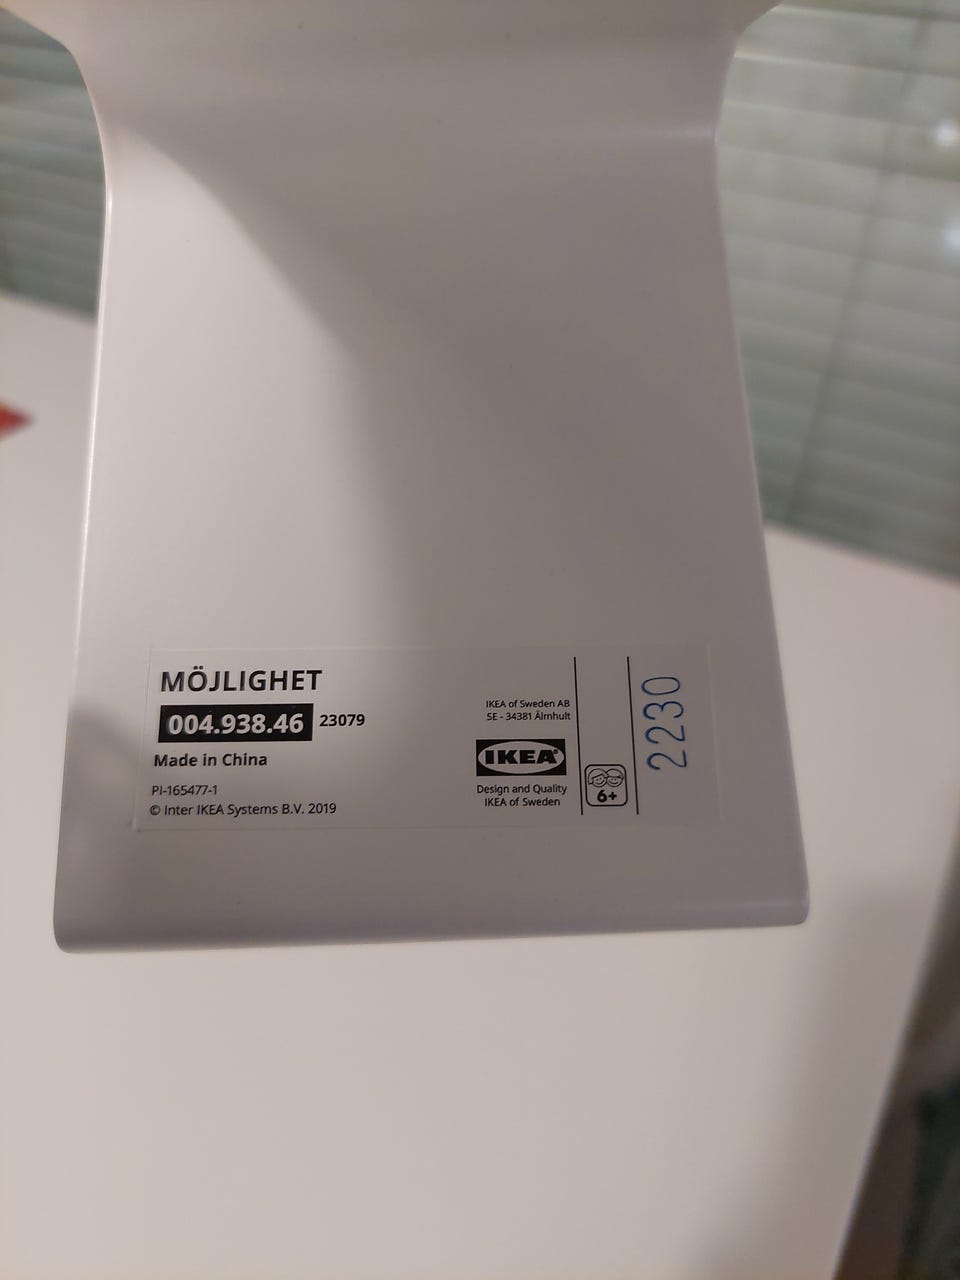 MÖJLIGHET
004.938.46 23079
Made in China
PI-165477-1
© Inter IKEA Systems B.V. 2019
IKEA of Sweden AB
SE - 34381 Älmhult
IKEA®
Design and Quality
IKEA of Sweden
6+
2230